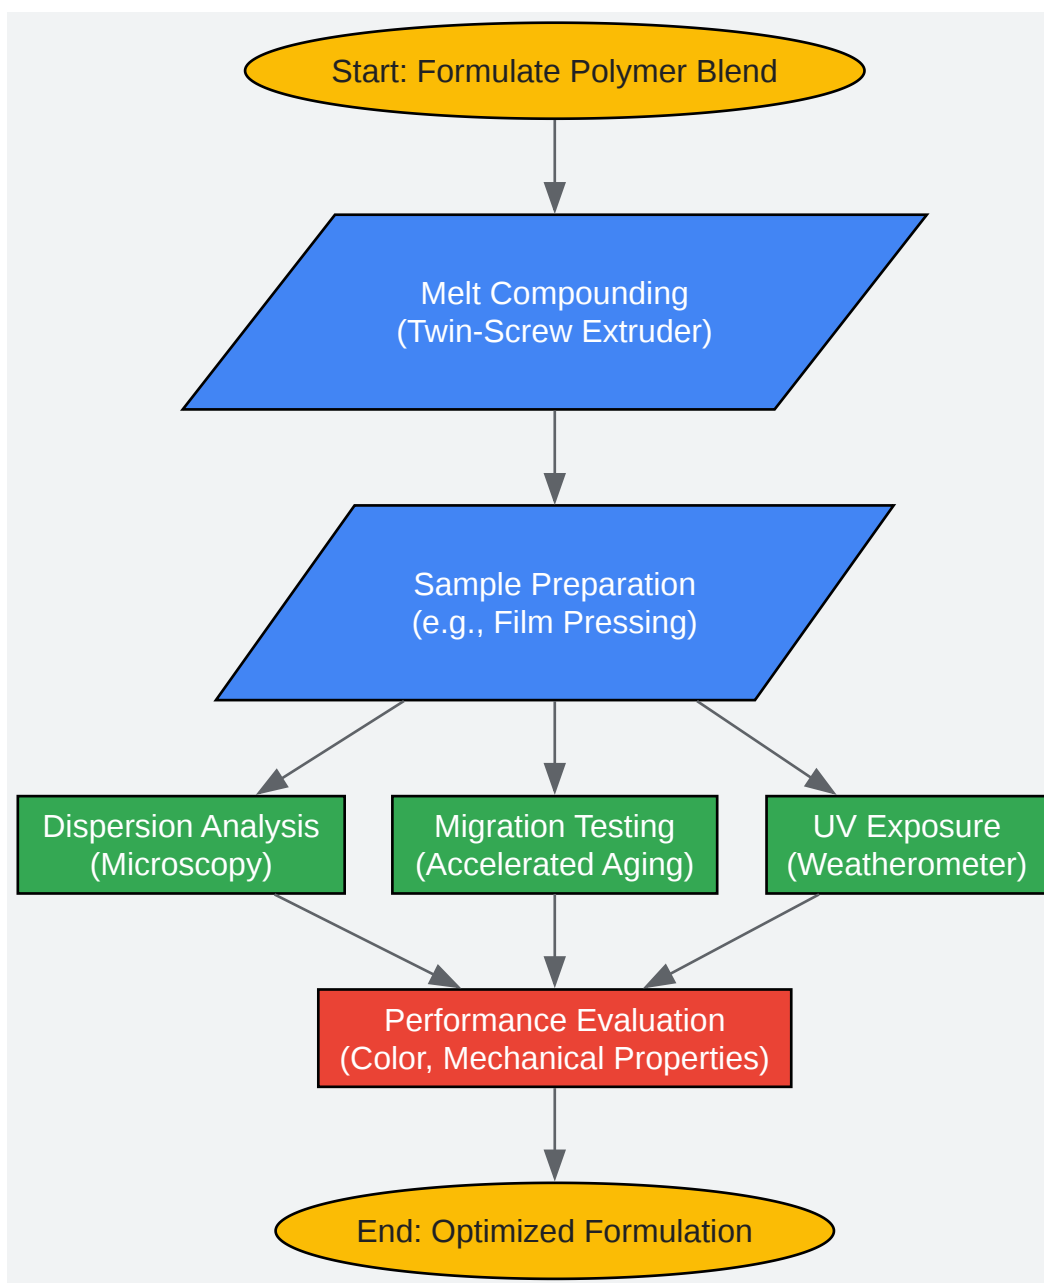 Start: Formulate Polymer Blend
Melt Compounding
(Twin-Screw Extruder)
Sample Preparation
(e.g., Film Pressing)
Dispersion Analysis
(Microscopy)
Migration Testing
(Accelerated Aging)
UV Exposure
(Weatherometer)
Performance Evaluation
(Color, Mechanical Properties)
End: Optimized Formulation